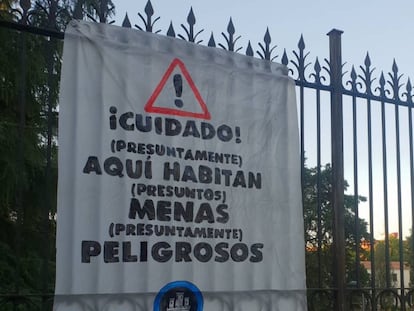 ¡CUIDADO!
(PRESUNTAMENTE)
AQUÍ HABITAN
(PRESUNTOS)
MENAS
(PRESUNTAMENTE)
PELIGROSOS